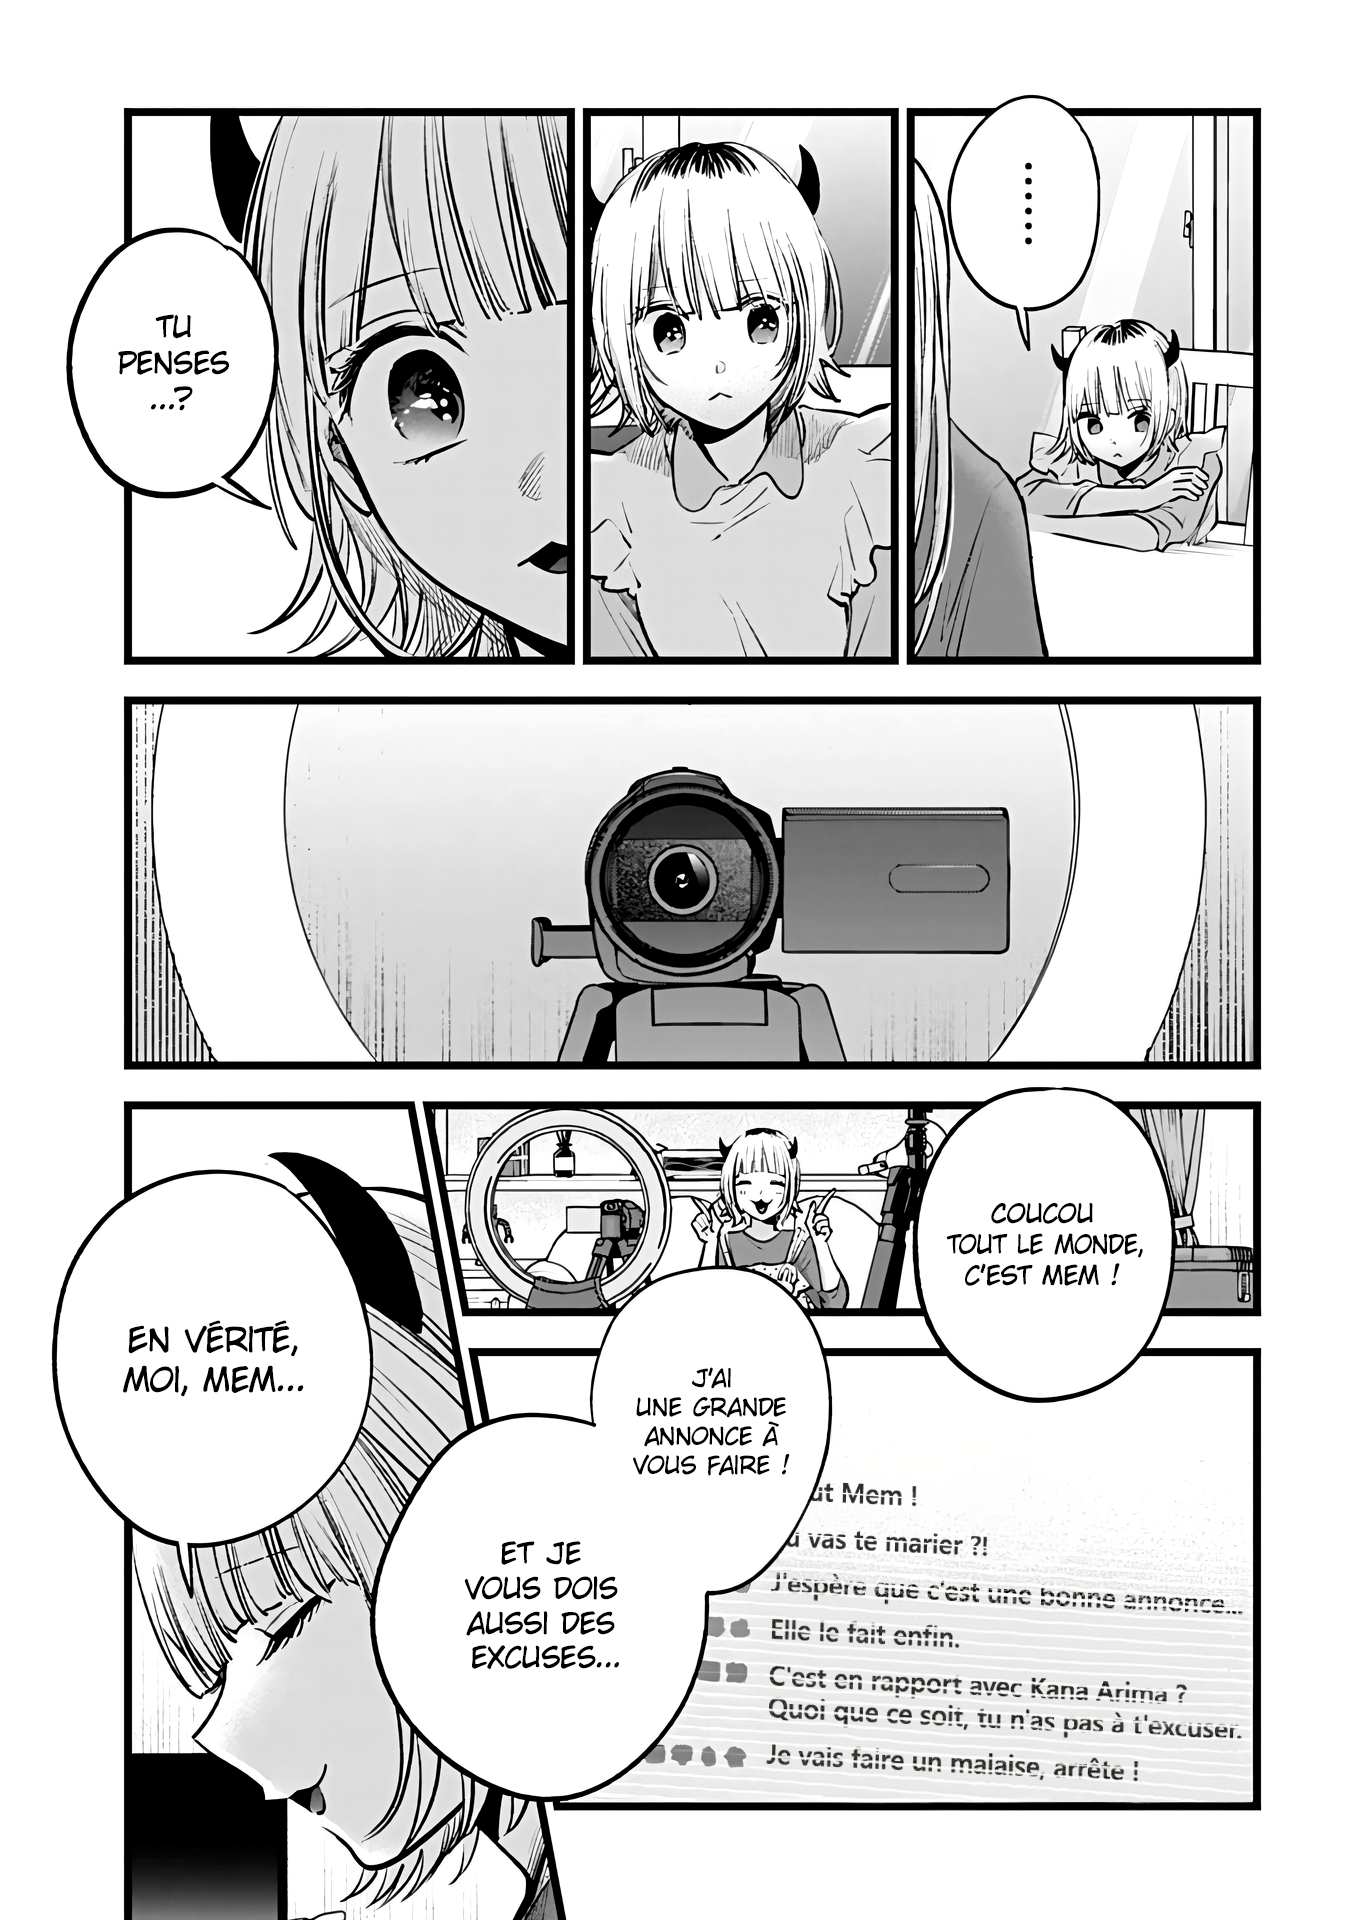 ......
TU
PENSES
...?
COUCOU
TOUT LE MONDE,
C'EST MEM !
J'AI
UNE GRANDE
ANNONCE À
VOUS FAIRE !
ut Mem !
vas te marier ?!
J'espère que c'est une bonne annonce...
Elle le fait enfin.
C'est en rapport avec Kana Arima ?
Quoi que ce soit, tu n'as pas à t'excuser.
Je vais faire un malaise, arrête !
ET JE
VOUS DOIS
AUSSI DES
EXCUSES...
EN VÉRITÉ,
MOI, MEM...